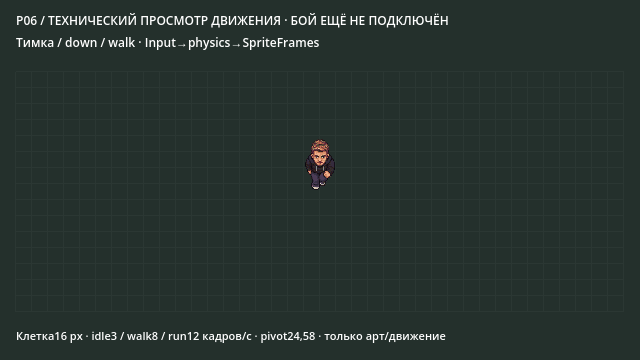 P06 / ТЕХНИЧЕСКИЙ ПРОСМОТР ДВИЖЕНИЯ · БОЙ ЕЩЁ НЕ ПОДКЛЮЧЁН
Тимка / down / walk · Input→physics→SpriteFrames
Клетка16 px · idle3 / walk8 / run12 кадров/с · pivot24,58 · только арт/движение